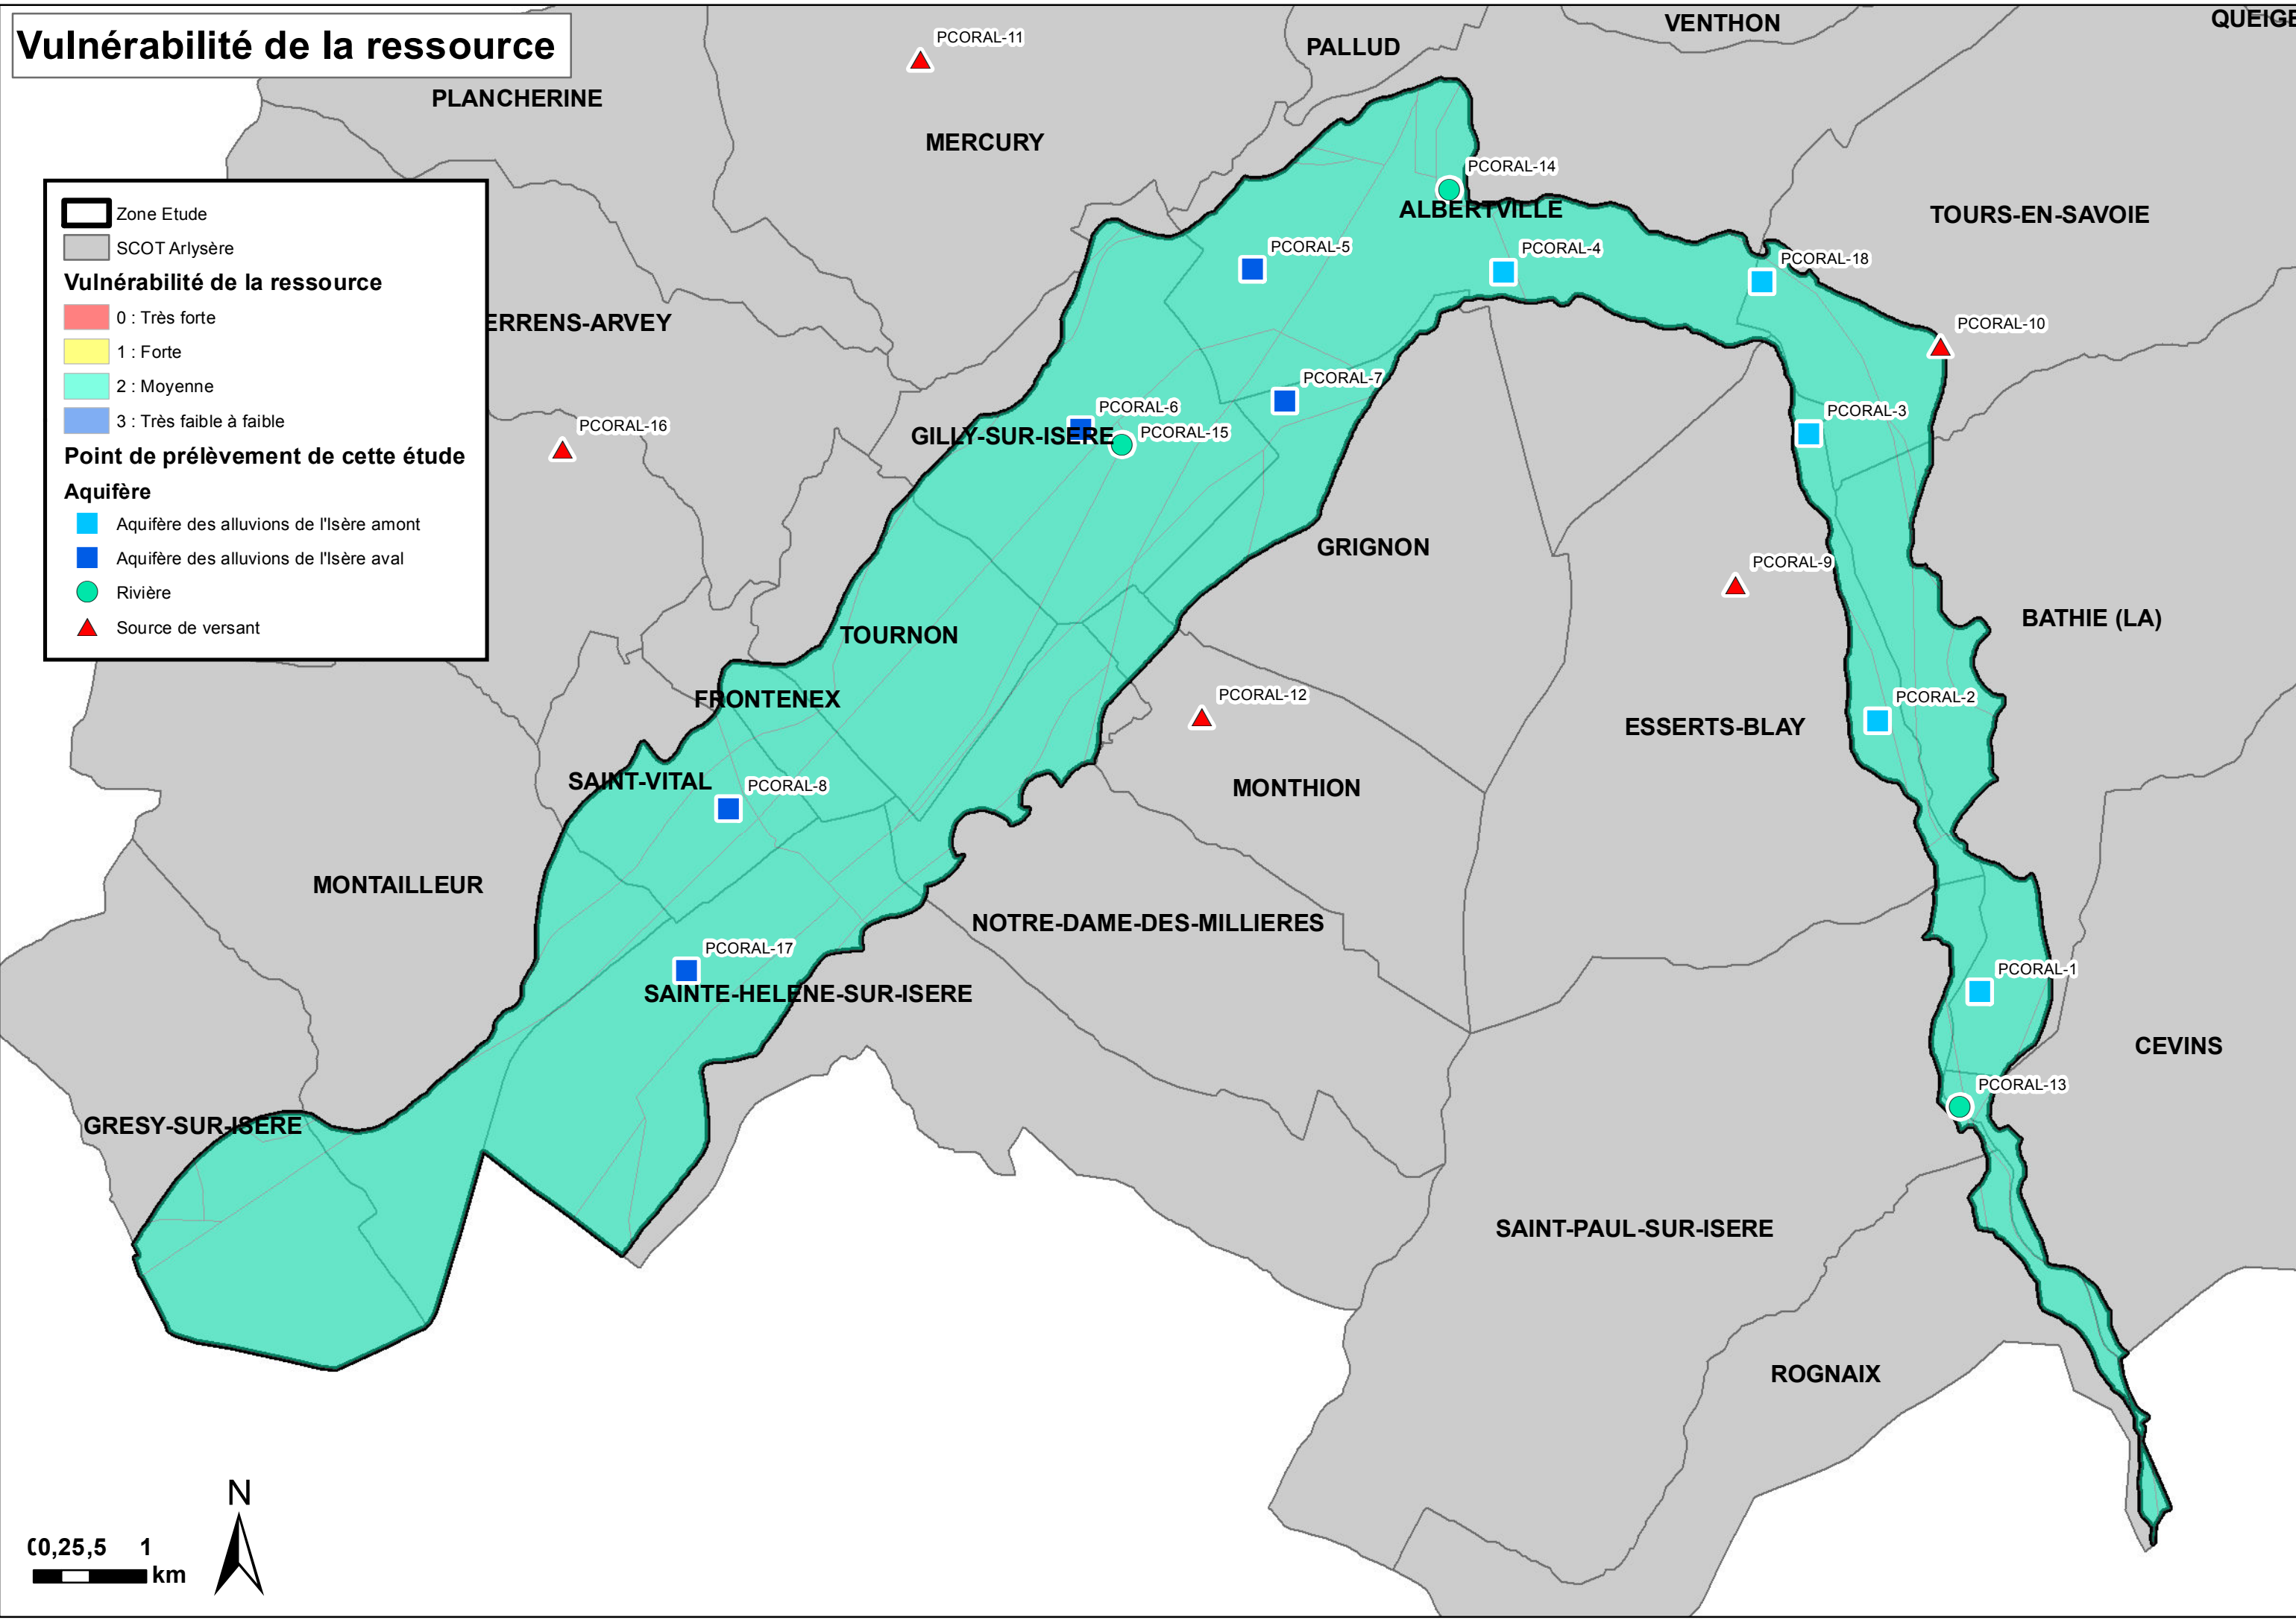 Vulnérabilité de la ressource
PCORAL-11
PALLUD
VENTHON
PLANCHERINE
MERCURY
PCORAL-14
ALBERTVILLE
TOURS-EN-SAVOIE
Zone Etude
SCOT Arlysère
Vulnérabilité de la ressource
0 : Très forte
1 : Forte
2 : Moyenne
3 : Très faible à faible
Point de prélèvement de cette étude
Aquifère
Aquifère des alluvions de l'Isère amont
Aquifère des alluvions de l'Isère aval
Rivière
Source de versant
PCORAL-5
PCORAL-4
PCORAL-18
ERRENS-ARVEY
PCORAL-10
PCORAL-7
PCORAL-6
PCORAL-3
PCORAL-16
GILLY-SUR-ISERE
PCORAL-15
GRIGNON
PCORAL-9
BATHIE (LA)
TOURNON
PCORAL-12
PCORAL-2
FRONTENEX
ESSERTS-BLAY
SAINT-VITAL
PCORAL-8
MONTHION
MONTAILLEUR
NOTRE-DAME-DES-MILLIERES
PCORAL-17
PCORAL-1
SAINTE-HELENE-SUR-ISERE
CEVINS
PCORAL-13
GRESY-SUR-ISERE
SAINT-PAUL-SUR-ISERE
ROGNAIX
N
1
km